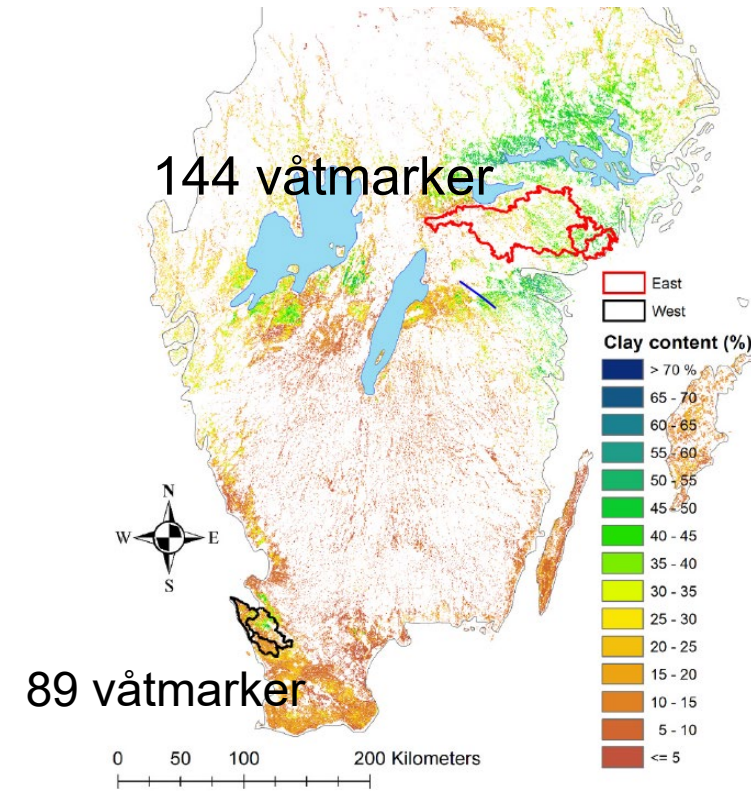 144 våtmarker
East
West
Clay content (%)
> 70 %
65 - 70
60 - 65
55 - 60
50 - 55
45 - 50
40 - 45
35 - 40
30 - 35
25 - 30
20 - 25
15 - 20
10 - 15
5 - 10
<= 5
N
W E
S
89 våtmarker
0 50 100 200 Kilometers